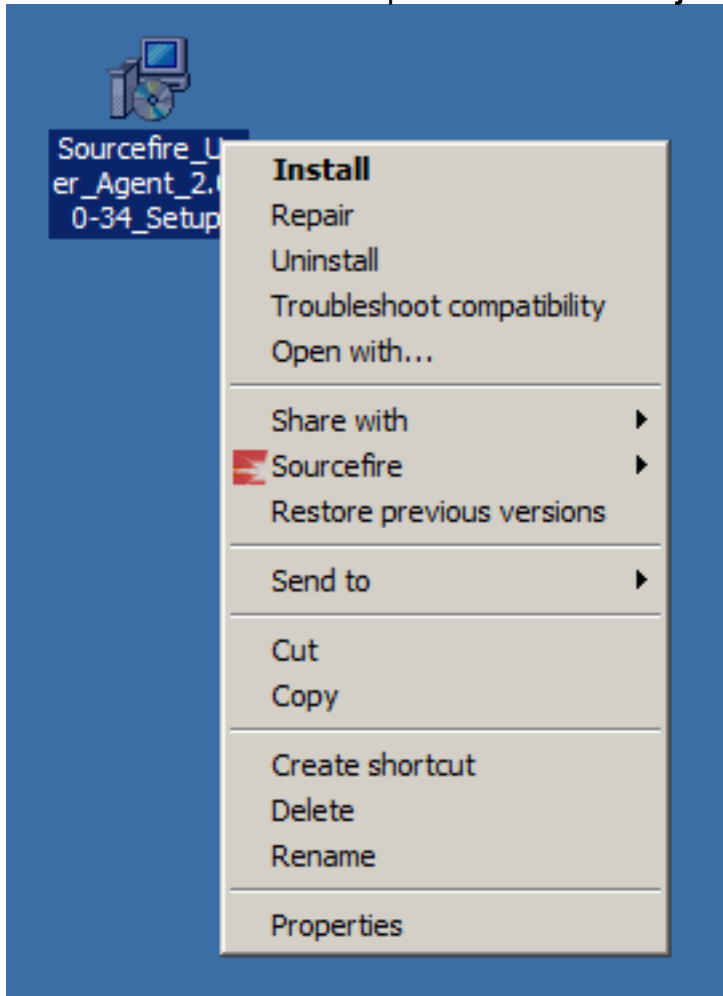 Sourcefire_U
er_Agent_2.
0-34_Setup
Install
Repair
Uninstall
Troubleshoot compatibility
Open with...
Share with
Sourcefire
Restore previous versions
Send to
Cut
Copy
Create shortcut
Delete
Rename
Properties